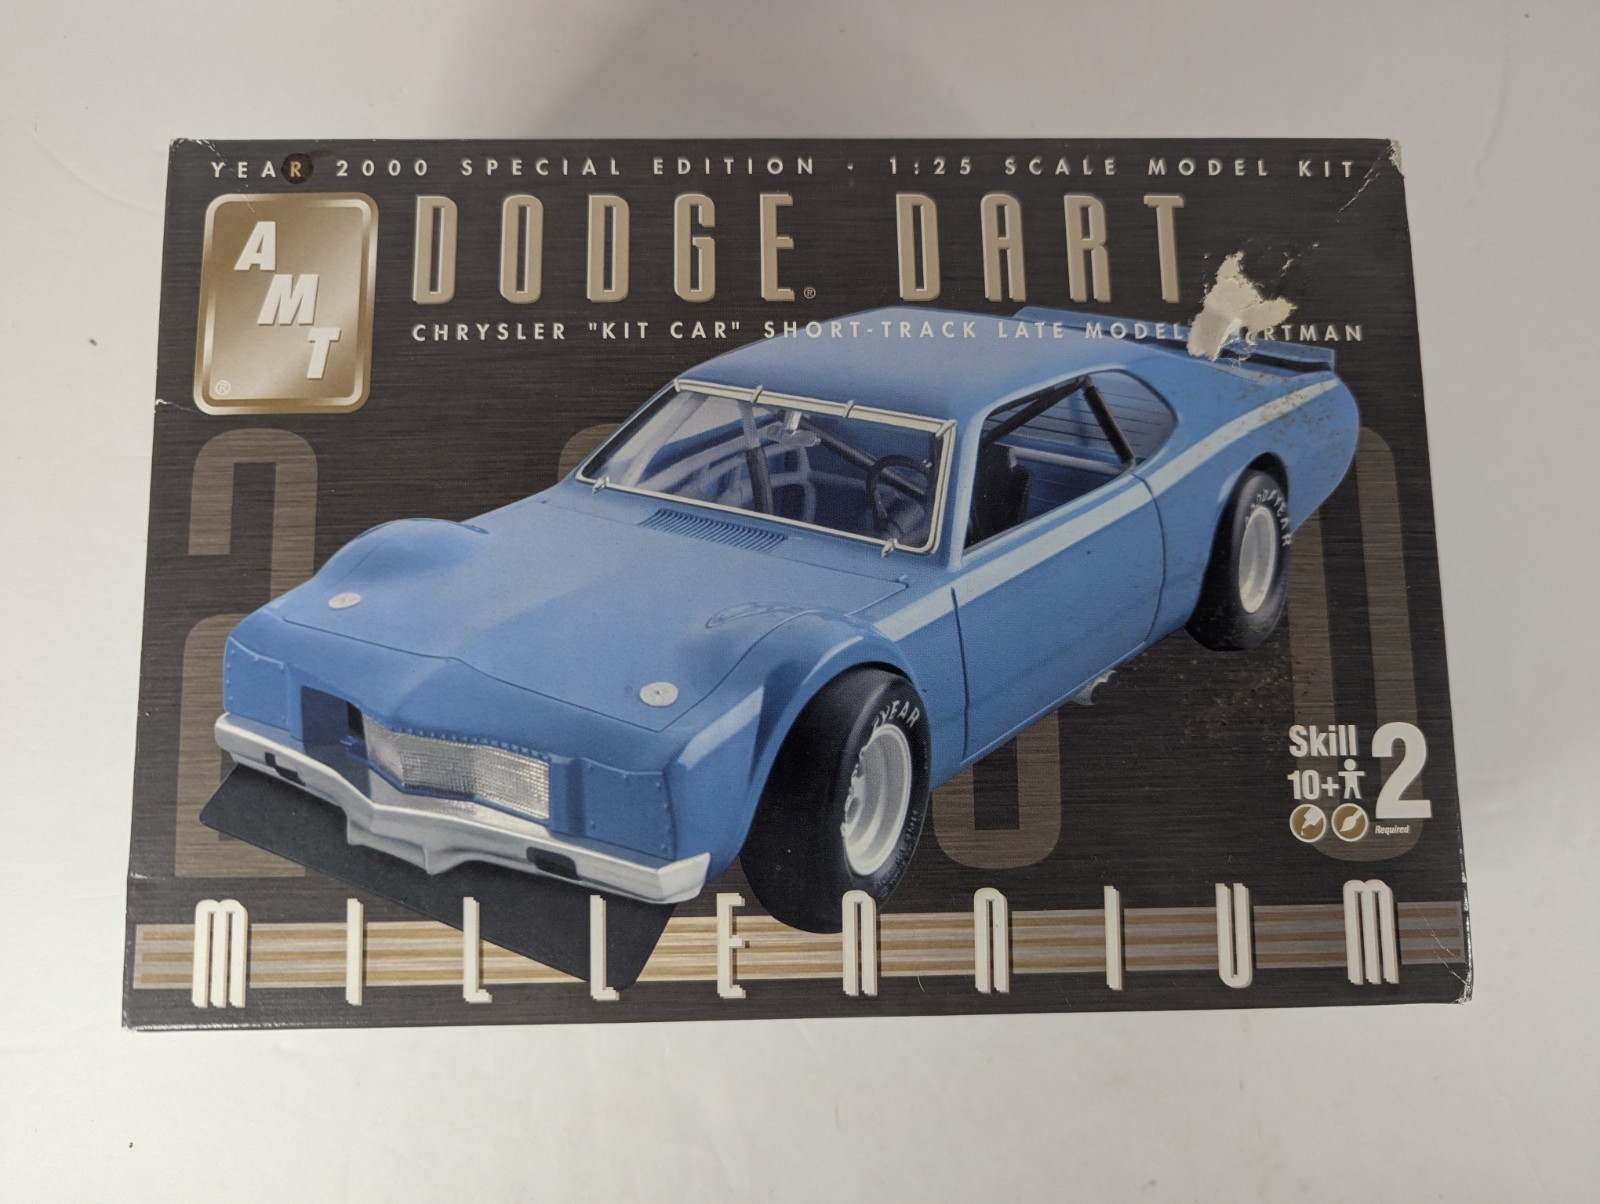 YEAR 2000 SPECIAL EDITION · 1:25 SCALE MODEL KIT
AMT
®
DODGE® DART
CHRYSLER "KIT CAR" SHORT-TRACK LATE MODEL
GOODYEAR
YEAR
Skill 2
10+
Required
MILLENNIUM